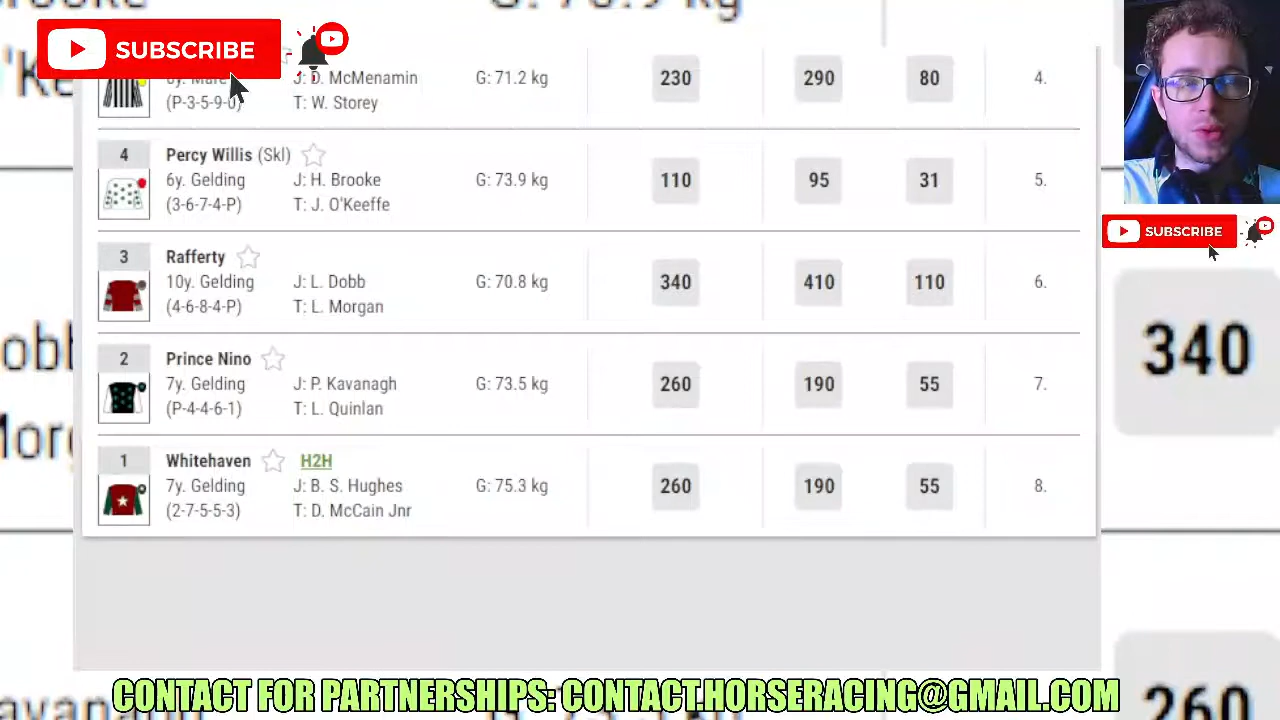 SUBSCRIBE
J: D. McMenamin
G: 71.2 kg
230
290
80
4.
(P-3-5-9-0)
T: W. Storey
4
Percy Willis (Skl)
6y. Gelding
J: H. Brooke
G: 73.9 kg
110
95
31
5.
(3-6-7-4-P)
T: J. O'Keeffe
3
Rafferty
10y. Gelding
J: L. Dobb
G: 70.8 kg
340
410
110
6.
(4-6-8-4-P)
T: L. Morgan
2
Prince Nino
7y. Gelding
J: P. Kavanagh
G: 73.5 kg
260
190
55
7.
(P-4-4-6-1)
T: L. Quinlan
1
Whitehaven
H2H
7y. Gelding
J: B. S. Hughes
G: 75.3 kg
260
190
55
8.
(2-7-5-5-3)
T: D. McCain Jnr
SUBSCRIBE
340
260
CONTACT FOR PARTNERSHIPS: CONTACT.HORSERACING@GMAIL.COM